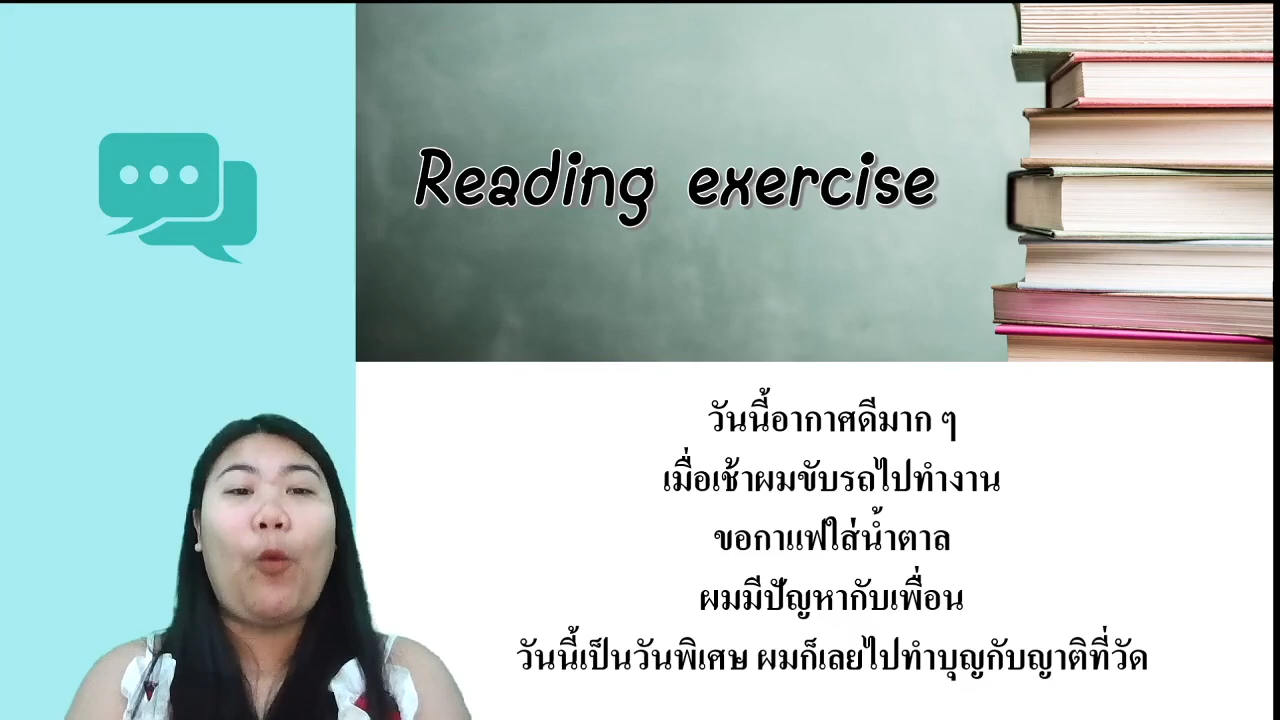 Reading exercise
วันนี้อากาศดีมาก ๆ
เมื่อเช้าผมขับรถไปทำงาน
ขอกาแฟใส่น้ำตาล
ผมมีปัญหากับเพื่อน
วันนี้เป็นวันพิเศษ ผมก็เลยไปทำบุญกับญาติที่วัด